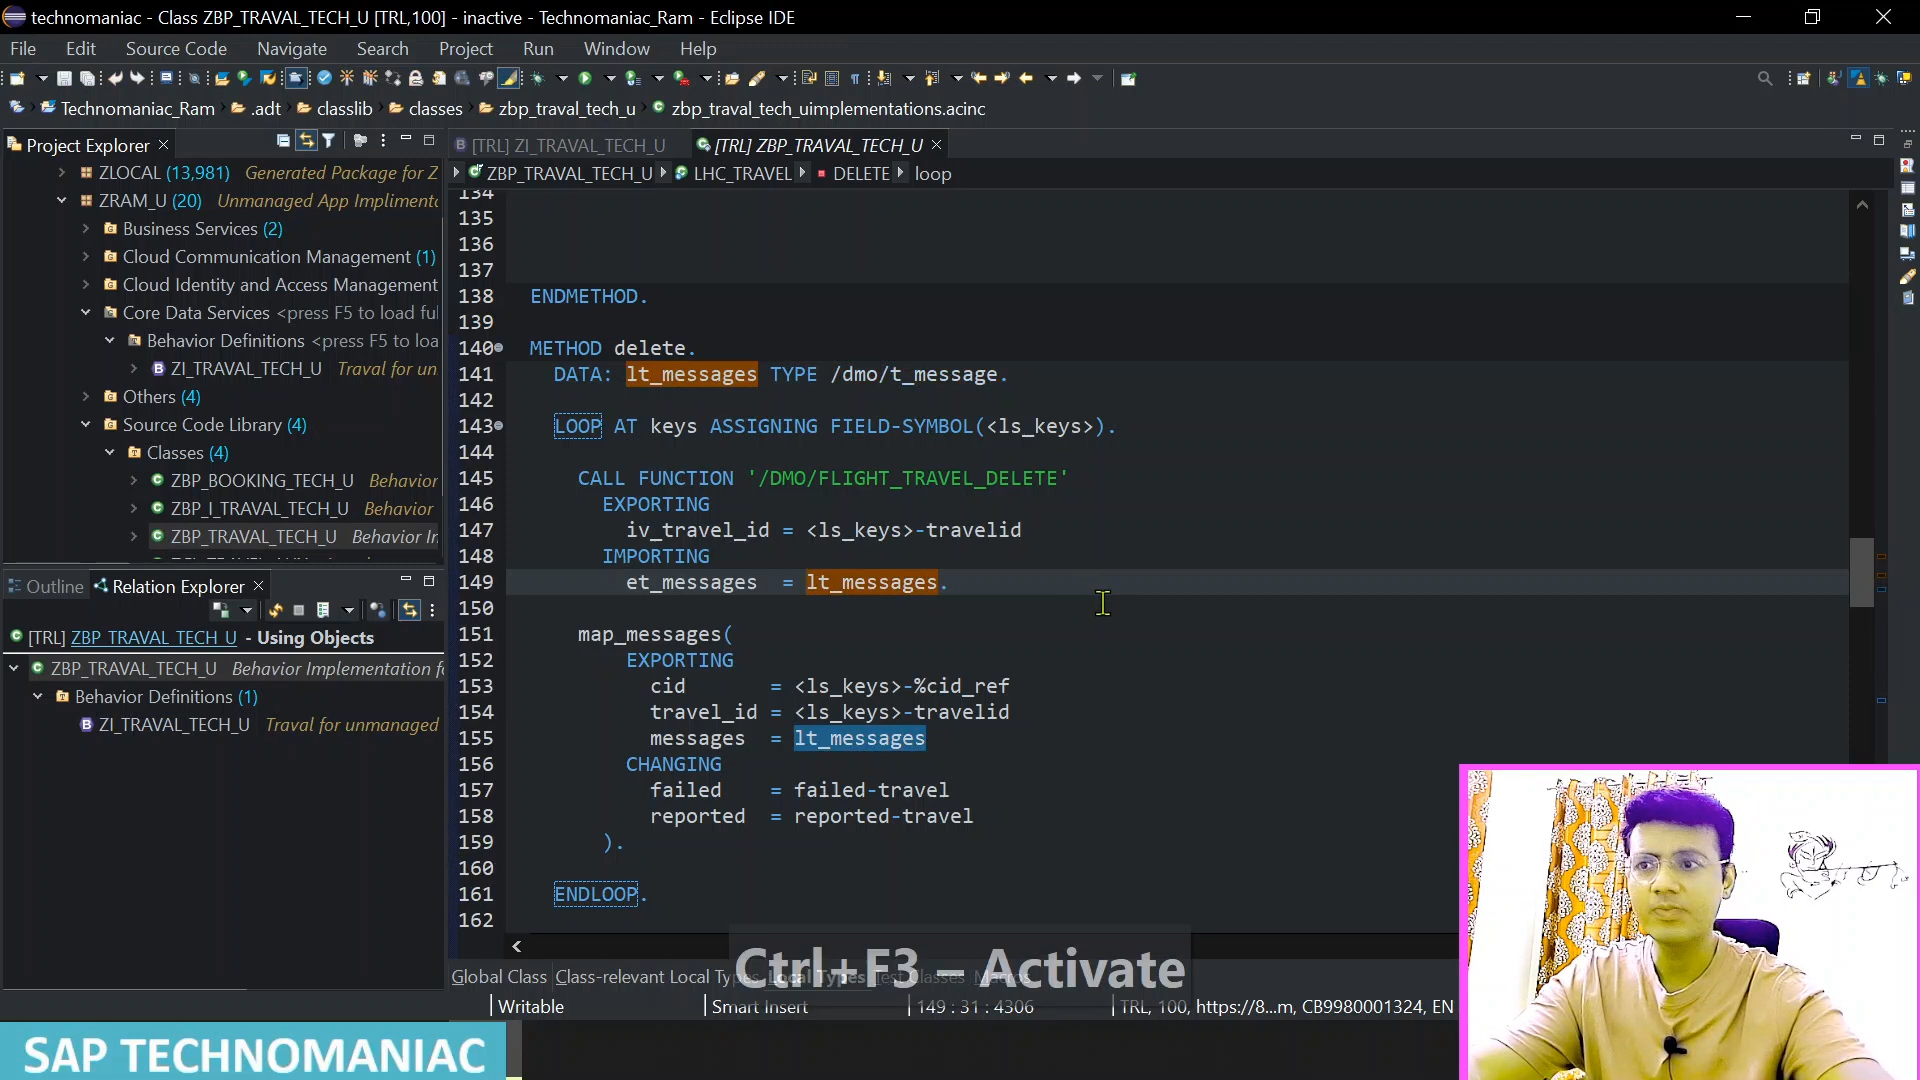 technomaniac - Class ZBP_TRAVAL_TECH_U [TRL,100] - inactive - Technomaniac_Ram - Eclipse IDE
File Edit Source Code Navigate Search Project Run Window Help
Technomaniac_Ram .adt classlib classes zbp_traval_tech_u zbp_traval_tech_uimplementations.acinc
Project Explorer
ZLOCAL (13,981) Generated Package for Z
ZRAM_U (20) Unmanaged App Implimenta
Business Services (2)
Cloud Communication Management (1)
Cloud Identity and Access Management
Core Data Services <press F5 to load ful
Behavior Definitions <press F5 to loa
ZI_TRAVAL_TECH_U Traval for un
Others (4)
Source Code Library (4)
Classes (4)
ZBP_BOOKING_TECH_U Behavior
ZBP_I_TRAVAL_TECH_U Behavior
ZBP_TRAVAL_TECH_U Behavior In
Outline Relation Explorer
[TRL] ZBP_TRAVAL_TECH_U - Using Objects
ZBP_TRAVAL_TECH_U Behavior Implementation f
Behavior Definitions (1)
ZI_TRAVAL_TECH_U Traval for unmanaged
[TRL] ZI_TRAVAL_TECH_U [TRL] ZBP_TRAVAL_TECH_U
ZBP_TRAVAL_TECH_U LHC_TRAVEL DELETE loop
134
135
136
137
138 ENDMETHOD.
139
140 METHOD delete.
141 DATA: lt_messages TYPE /dmo/t_message.
142
143 LOOP AT keys ASSIGNING FIELD-SYMBOL(<ls_keys>).
144
145 CALL FUNCTION '/DMO/FLIGHT_TRAVEL_DELETE'
146 EXPORTING
147 iv_travel_id = <ls_keys>-travelid
148 IMPORTING
149 et_messages = lt_messages.
150
151 map_messages(
152 EXPORTING
153 cid = <ls_keys>-%cid_ref
154 travel_id = <ls_keys>-travelid
155 messages = lt_messages
156 CHANGING
157 failed = failed-travel
158 reported = reported-travel
159 ).
160
161 ENDLOOP.
162
Ctrl+F3 – Activate
Global Class Class-relevant Local Types Local Types Test Classes Macros
Writable Smart Insert 149 : 31 : 4306 TRL, 100, https://8...m, CB9980001324, EN
SAP TECHNOMANIAC